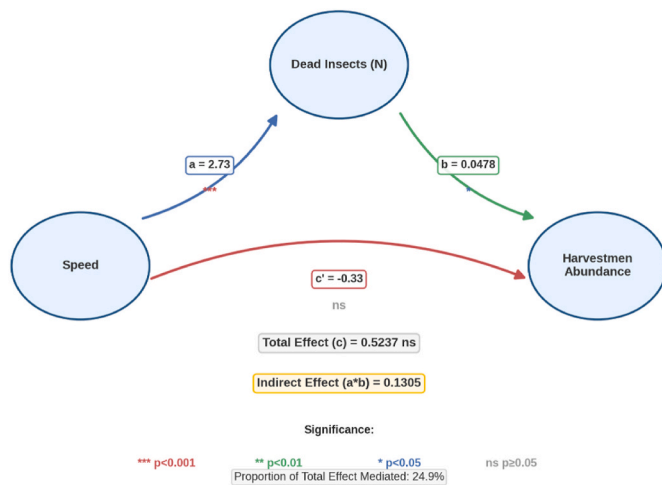 Dead Insects (N)
a = 2.73
***
b = 0.0478
*
Speed
Harvestmen
Abundance
c' = -0.33
ns
Total Effect (c) = 0.5237 ns
Indirect Effect (a*b) = 0.1305
Significance:
*** p<0.001 ** p<0.01 * p<0.05 ns p≥0.05
Proportion of Total Effect Mediated: 24.9%